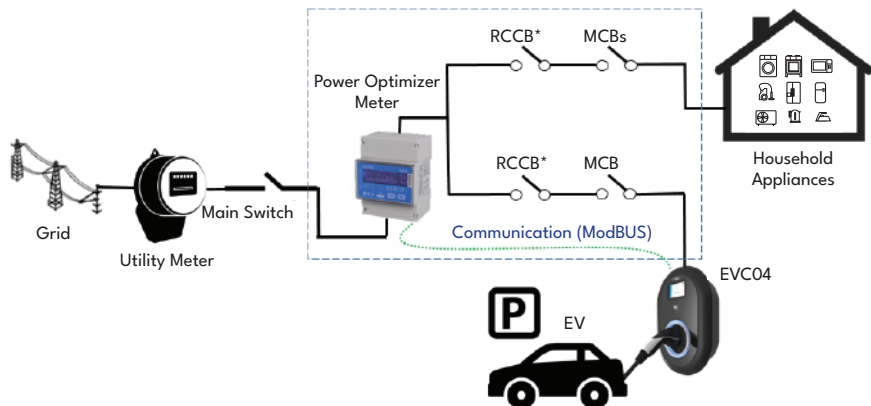 RCCB*
MCBs
Power Optimizer
Meter
RCCB*
MCB
Household
Appliances
Main Switch
Grid
Utility Meter
Communication (ModBUS)
EVC04
P
EV